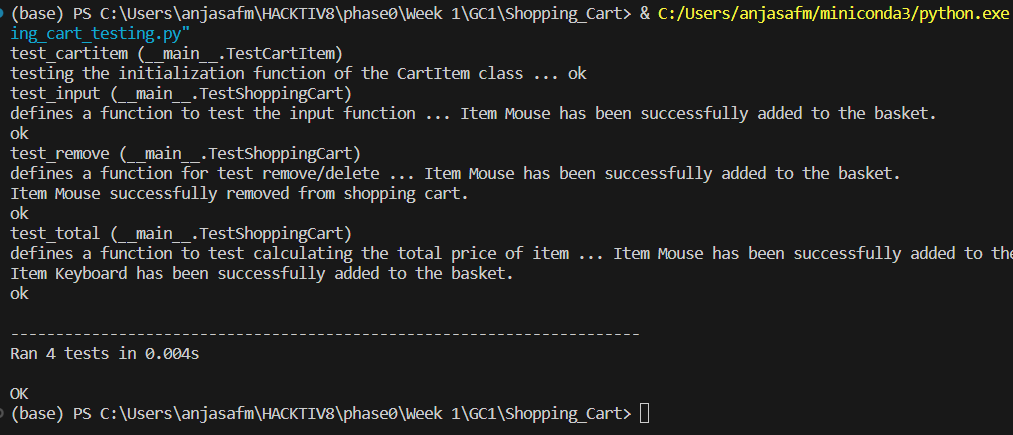 (base) PS C:\Users\anjasafm\HACKTIV8\phase0\Week 1\GC1\Shopping_Cart> & C:/Users/anjasafm/miniconda3/python.exe
ing_cart_testing.py"
test_cartitem (__main__.TestCartItem)
testing the initialization function of the CartItem class ... ok
test_input (__main__.TestShoppingCart)
defines a function to test the input function ... Item Mouse has been successfully added to the basket.
ok
test_remove (__main__.TestShoppingCart)
defines a function for test remove/delete ... Item Mouse has been successfully added to the basket.
Item Mouse successfully removed from shopping cart.
ok
test_total (__main__.TestShoppingCart)
defines a function to test calculating the total price of item ... Item Mouse has been successfully added to the
Item Keyboard has been successfully added to the basket.
ok
----------------------------------------------------------------------
Ran 4 tests in 0.004s
OK
(base) PS C:\Users\anjasafm\HACKTIV8\phase0\Week 1\GC1\Shopping_Cart>